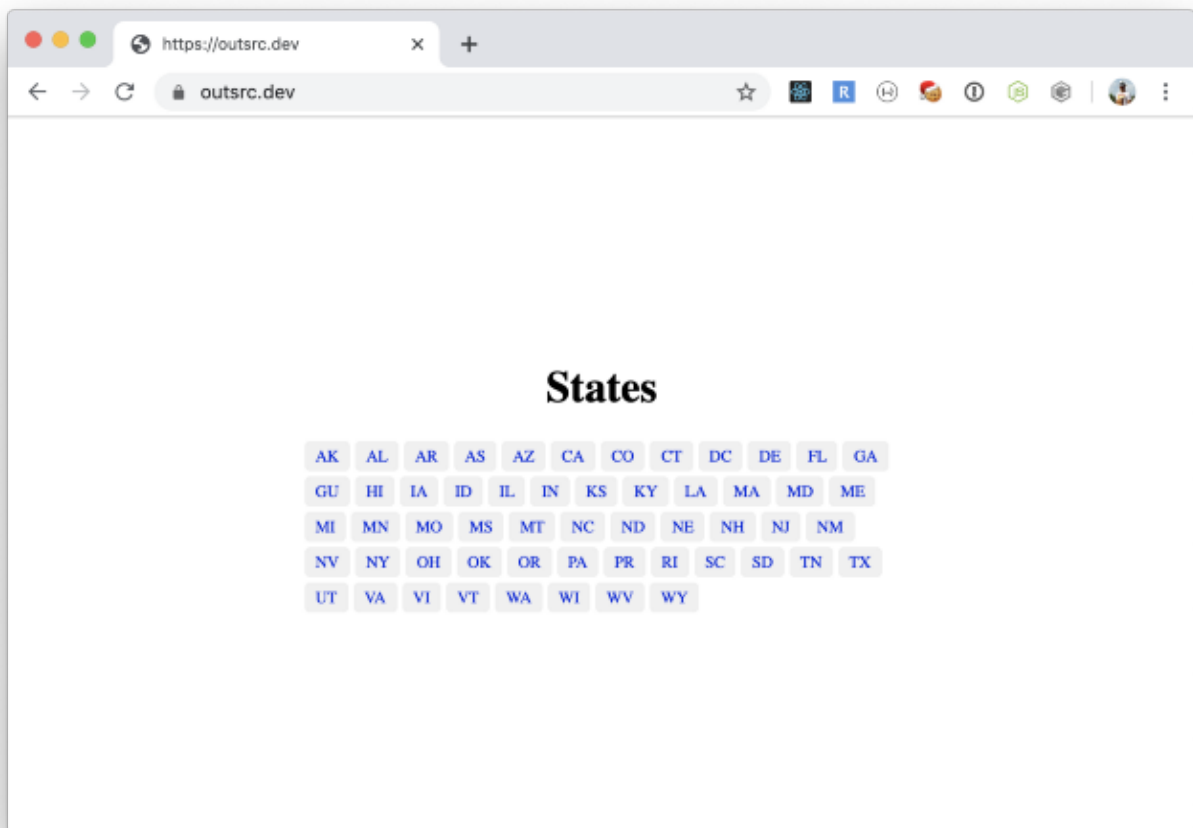 https://outsrc.dev
outsrc.dev
R
States
AK AL AR AS AZ CA CO CT DC DE FL GA
GU HI IA ID IL IN KS KY LA MA MD ME
MI MN MO MS MT NC ND NE NH NJ NM
NV NY OH OK OR PA PR RI SC SD TN TX
UT VA VI VT WA WI WV WY